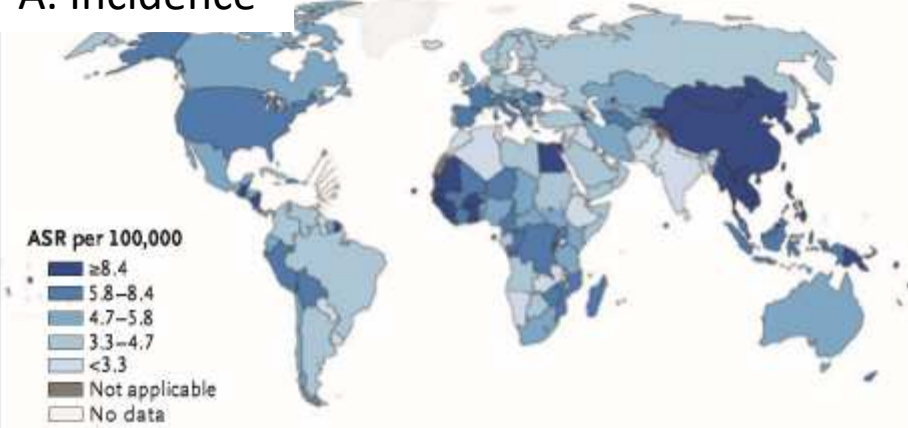 A. Incidence
ASR per 100,000
≥8.4
5.8–8.4
4.7–5.8
3.3–4.7
<3.3
Not applicable
No data